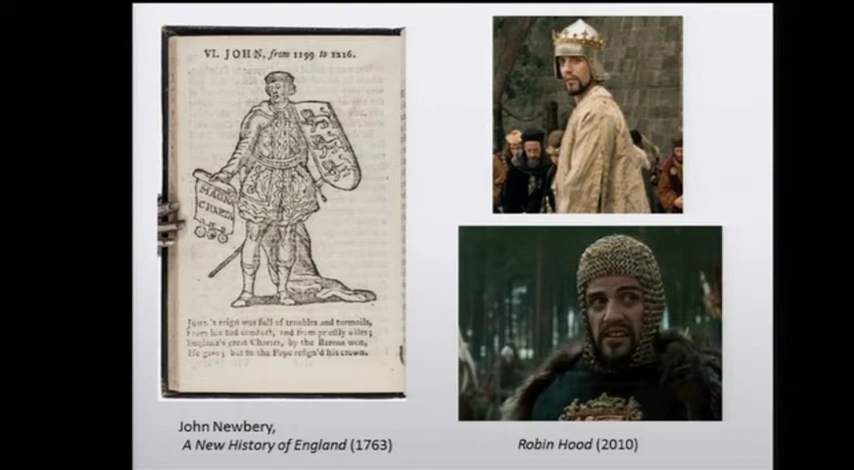 VI. JOHN, from 1199 to 1216.
MAGNA
CHARTA
JOHN's reign was full of troubles and turmoils,
From his bad conduct, and from priestly wiles;
England's great Charter, by the Barons won,
He gave; but to the Pope resign'd his crown.
John Newbery,
A New History of England (1763)
Robin Hood (2010)